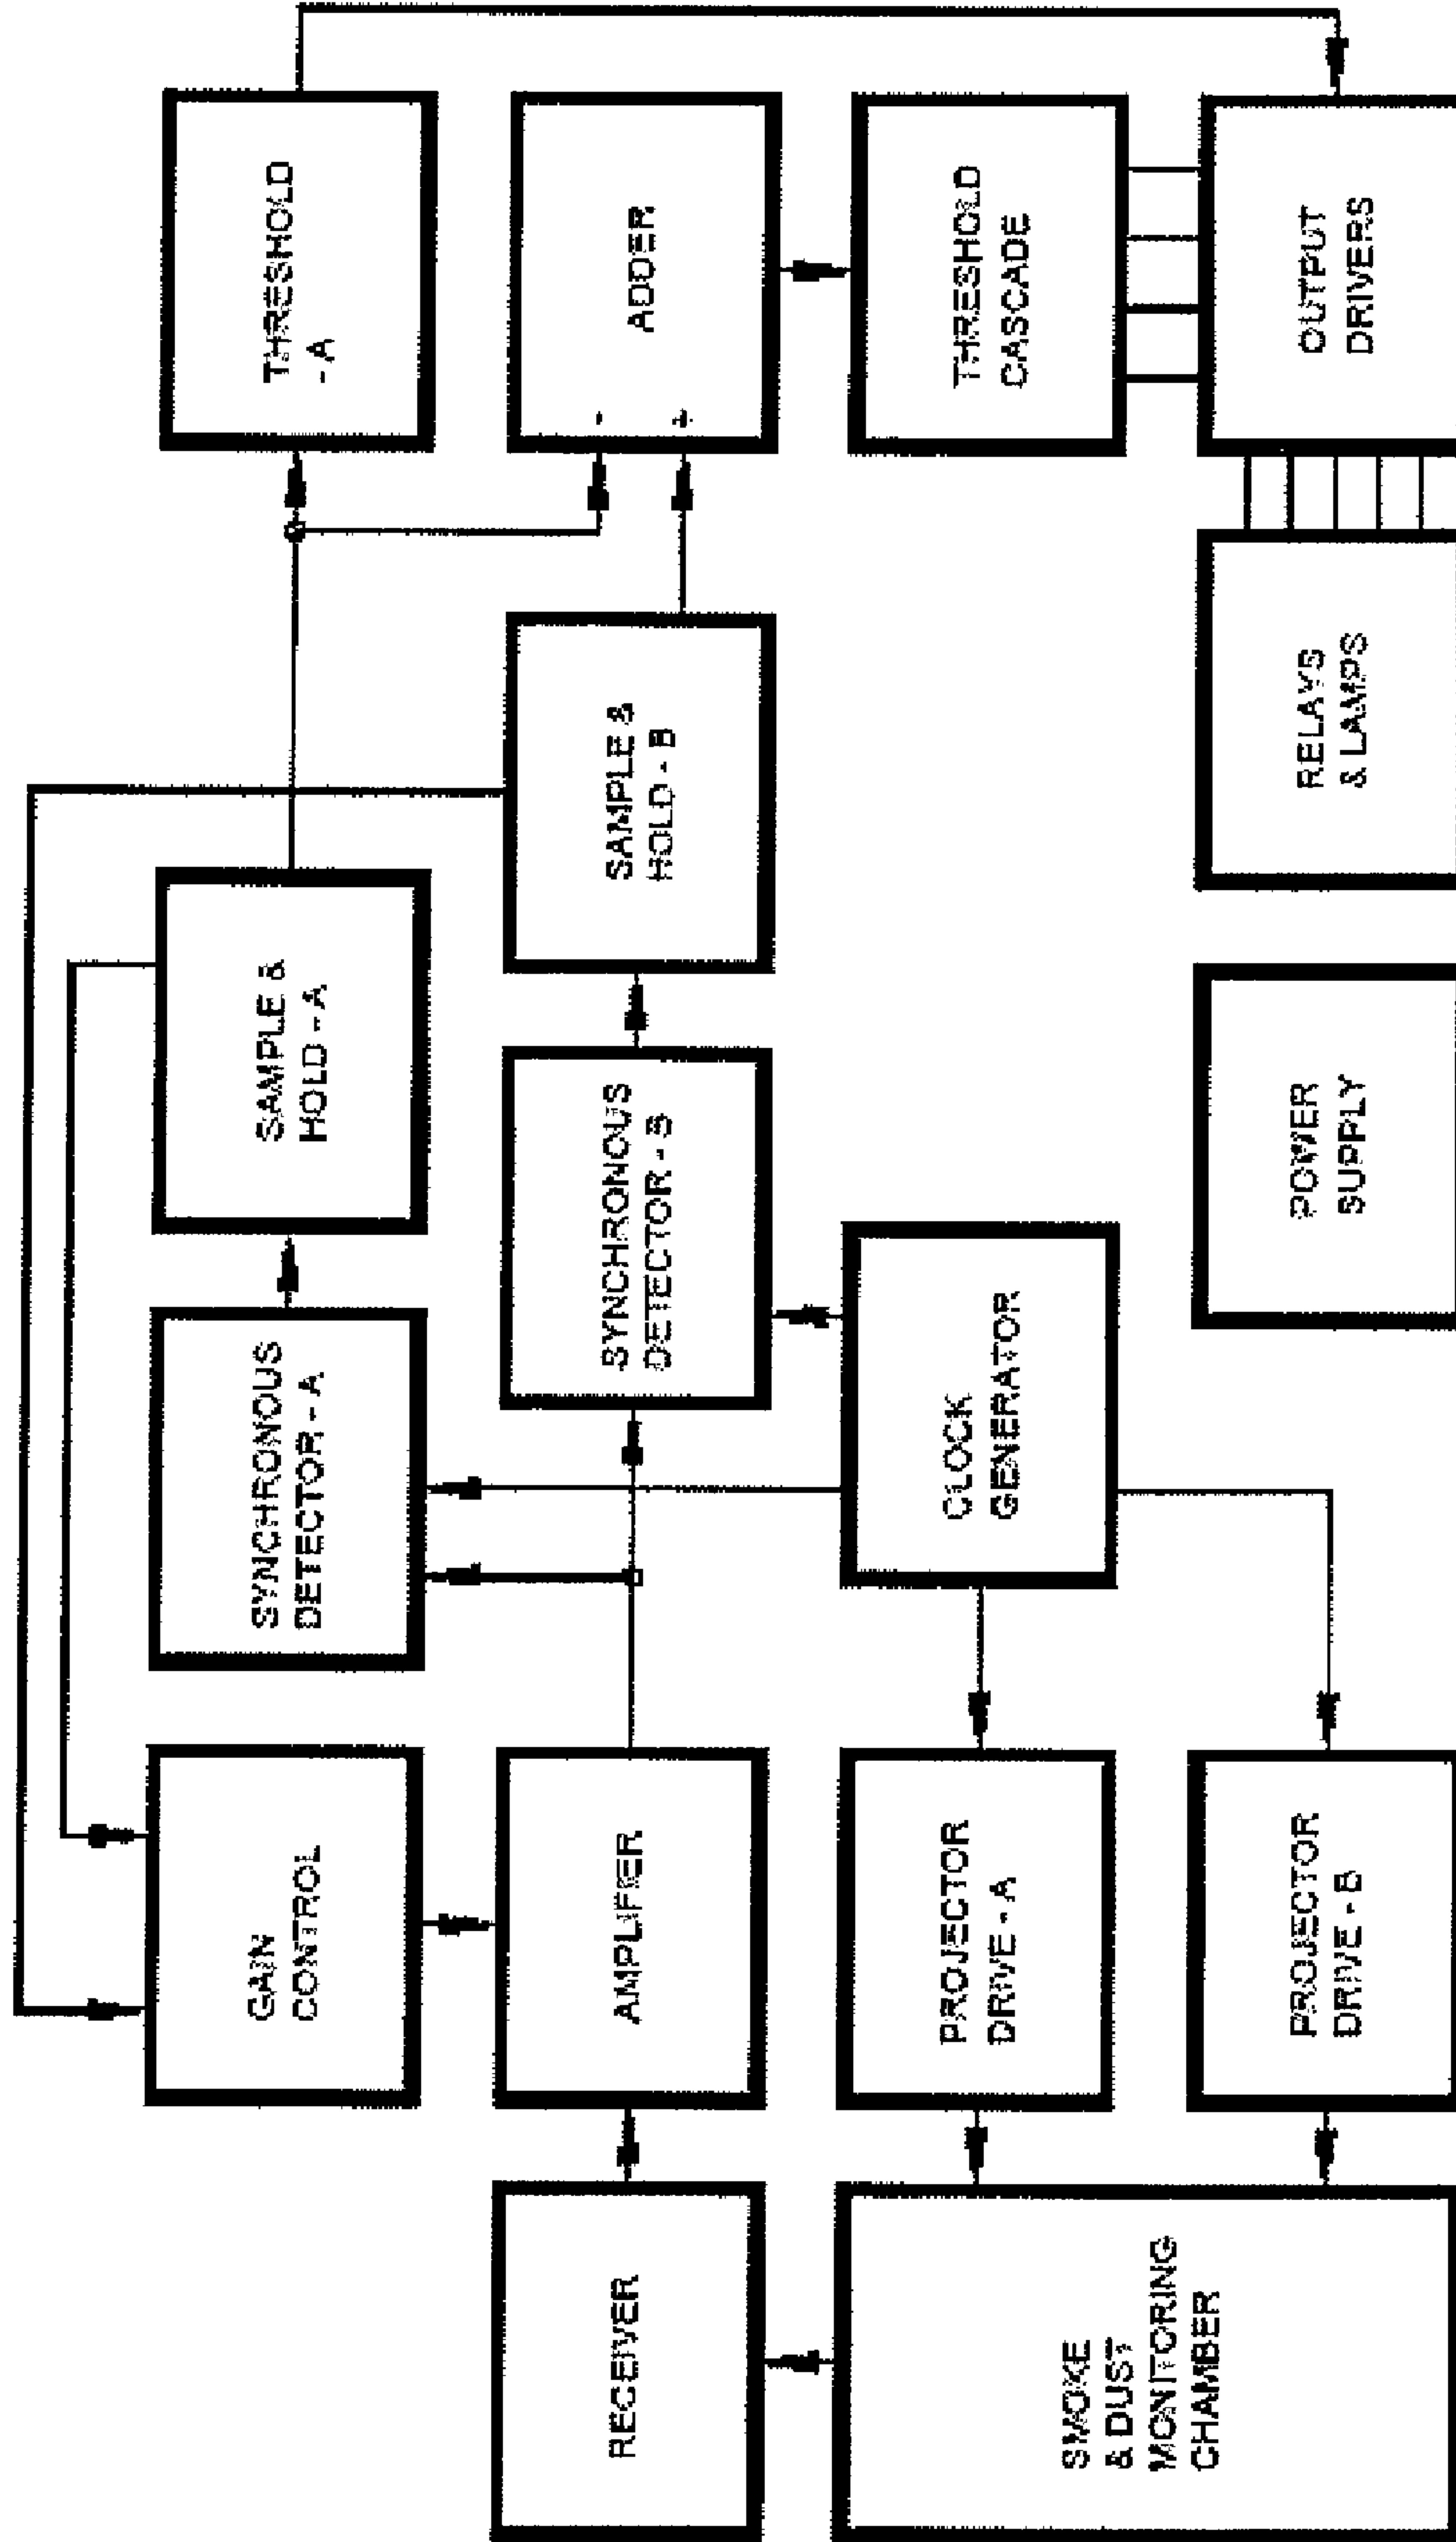 GAIN
CONTROL
SYNCHRONOUS
DETECTOR - A
SAMPLE &
HOLD - A
THRESHOLD
- A
RECEIVER
AMPLIFIER
SYNCHRONOUS
DETECTOR - B
SAMPLE &
HOLD - B
-
+
ADDER
SMOKE
& DUST
MONITORING
CHAMBER
PROJECTOR
DRIVE - A
CLOCK
GENERATOR
THRESHOLD
CASCADE
PROJECTOR
DRIVE - B
POWER
SUPPLY
RELAYS
& LAMPS
OUTPUT
DRIVERS